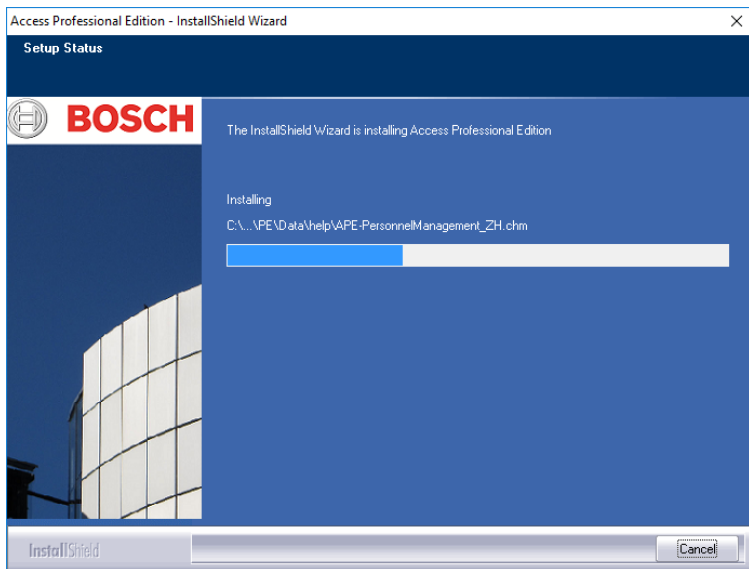 Access Professional Edition - InstallShield Wizard
Setup Status
BOSCH
The InstallShield Wizard is installing Access Professional Edition
Installing
C:\...\PE\Data\help\APE-PersonnelManagement_ZH.chm
InstallShield
Cancel